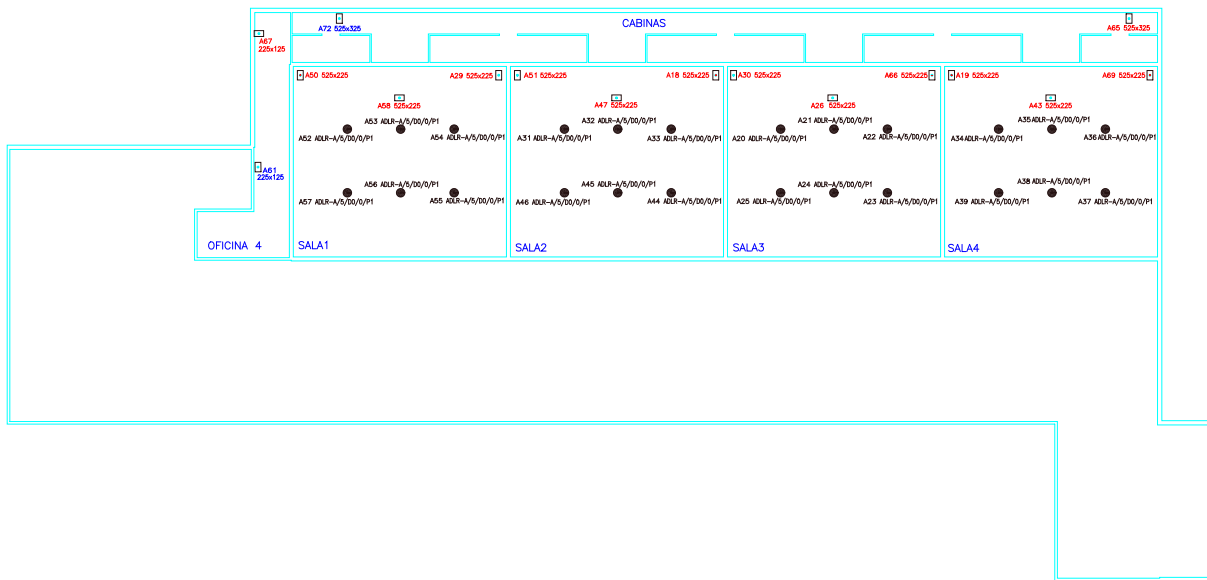 CABINAS
A72 525x325
A65 525x325
A67
225x125
A50 525x225
A29 525x225
A51 525x225
A18 525x225
A30 525x225
A66 525x225
A19 525x225
A69 525x225
A58 525x225
A47 525x225
A26 525x225
A43 525x225
A53 ADLR-A/5/D0/0/P1
A32 ADLR-A/5/D0/0/P1
A21 ADLR-A/5/D0/0/P1
A35 ADLR-A/5/D0/0/P1
A52 ADLR-A/5/D0/0/P1
A54 ADLR-A/5/D0/0/P1
A31 ADLR-A/5/D0/0/P1
A33 ADLR-A/5/D0/0/P1
A20 ADLR-A/5/D0/0/P1
A22 ADLR-A/5/D0/0/P1
A34 ADLR-A/5/D0/0/P1
A36 ADLR-A/5/D0/0/P1
A61
225x125
A56 ADLR-A/5/D0/0/P1
A45 ADLR-A/5/D0/0/P1
A24 ADLR-A/5/D0/0/P1
A38 ADLR-A/5/D0/0/P1
A57 ADLR-A/5/D0/0/P1
A55 ADLR-A/5/D0/0/P1
A46 ADLR-A/5/D0/0/P1
A44 ADLR-A/5/D0/0/P1
A25 ADLR-A/5/D0/0/P1
A23 ADLR-A/5/D0/0/P1
A39 ADLR-A/5/D0/0/P1
A37 ADLR-A/5/D0/0/P1
OFICINA 4
SALA1
SALA2
SALA3
SALA4